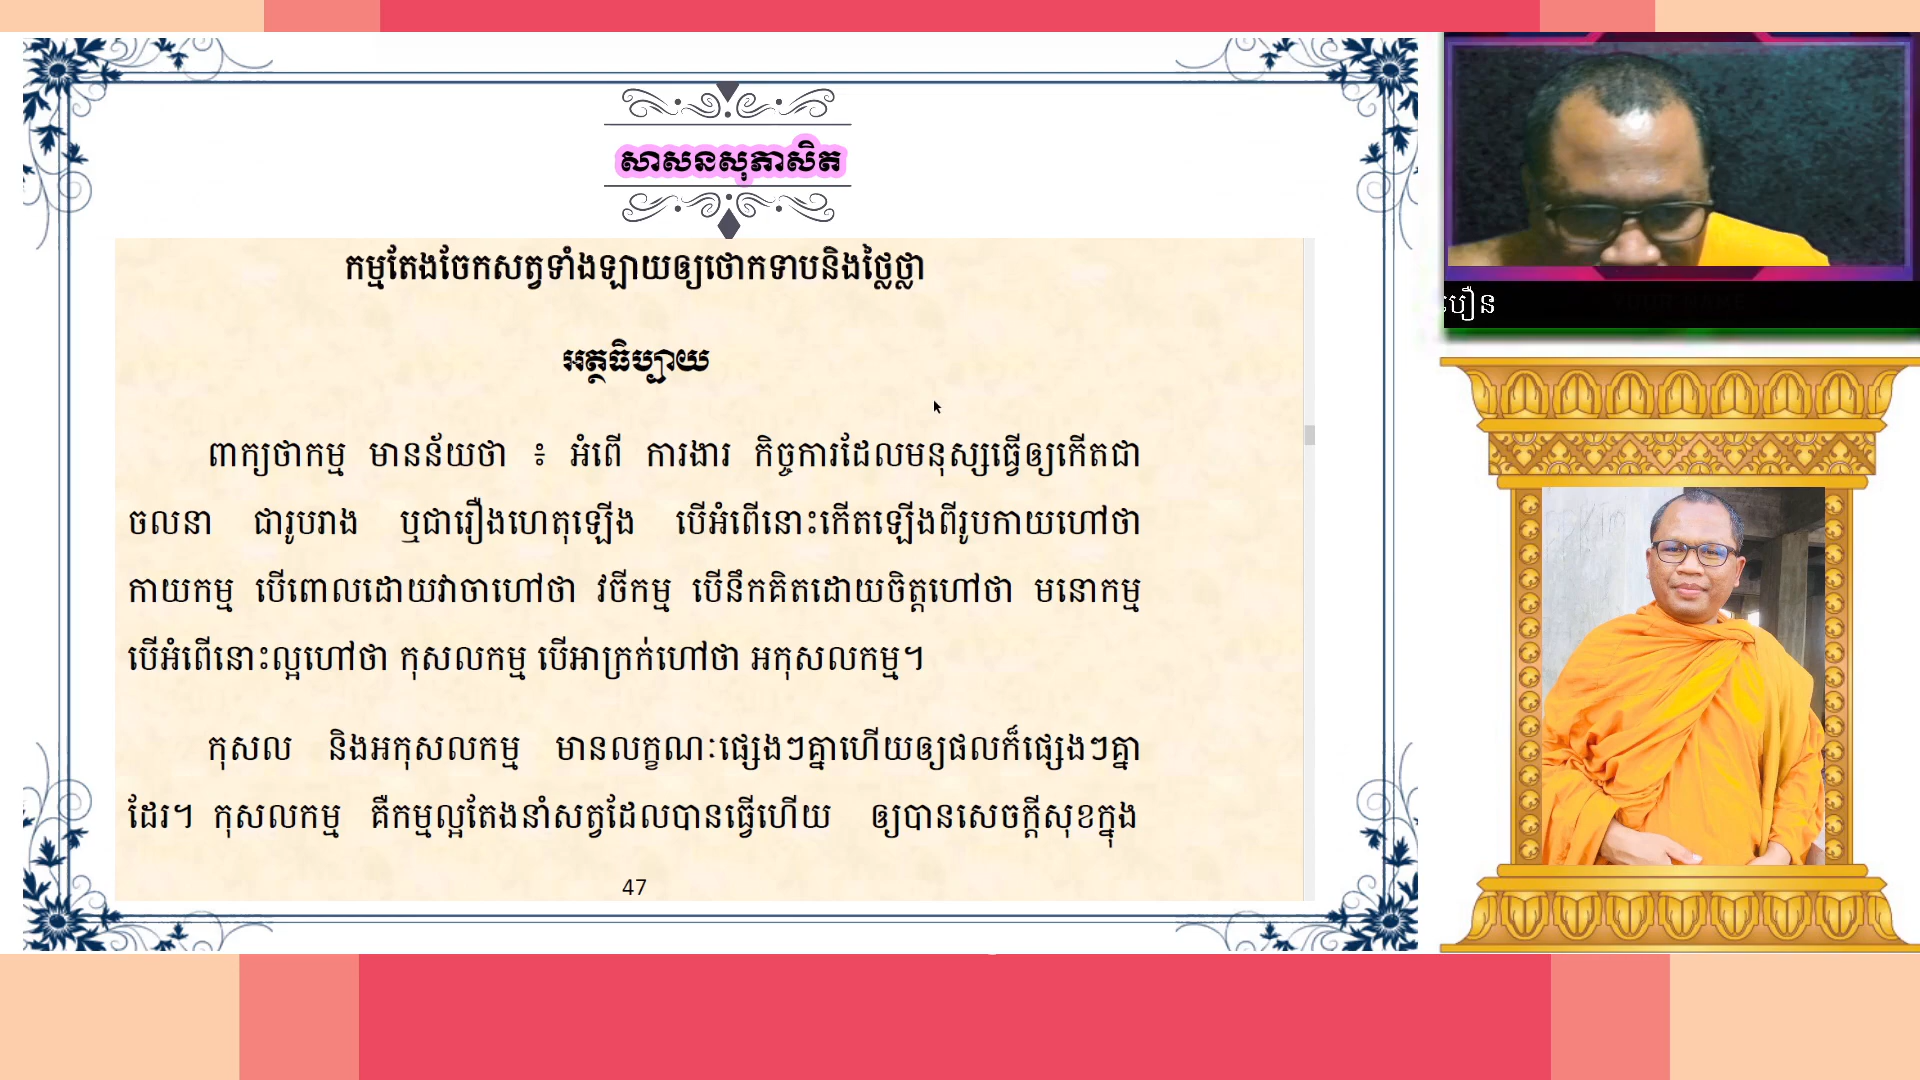 សាសនសុភាសិត
កម្មតែងចែកសត្វទាំងឡាយឲ្យថោកទាបនិងថ្លៃថ្លា
អត្ថធិប្បាយ
ពាក្យថាកម្ម មានន័យថា ៖ អំពើ ការងារ កិច្ចការដែលមនុស្សធ្វើឲ្យកើតជា
ចលនា ជារូបរាង ឬជារឿងហេតុឡើង បើអំពើនោះកើតឡើងពីរូបកាយហៅថា
កាយកម្ម បើពោលដោយវាចាហៅថា វចីកម្ម បើនឹកគិតដោយចិត្តហៅថា មនោកម្ម
បើអំពើនោះល្អហៅថា កុសលកម្ម បើអាក្រក់ហៅថា អកុសលកម្ម។
កុសល និងអកុសលកម្ម មានលក្ខណៈផ្សេងៗគ្នាហើយឲ្យផលក៏ផ្សេងៗគ្នា
ដែរ។ កុសលកម្ម គឺកម្មល្អតែងនាំសត្វដែលបានធ្វើហើយ ឲ្យបានសេចក្តីសុខក្នុង
47
បឿន